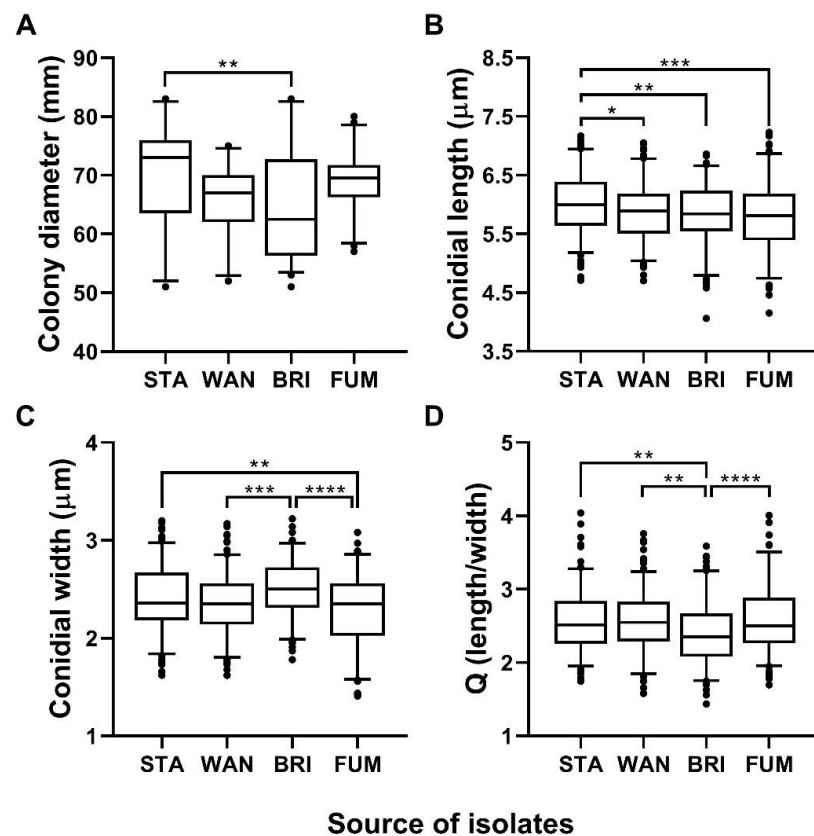 A
Colony diameter (mm)
90
80
70
60
50
40
**
STA WAN BRI FUM
B
Conidial length (μm)
8.5
7.5
6.5
5.5
4.5
3.5
***
**
*
STA WAN BRI FUM
C
Conidial width (μm)
4
3
2
1
**
*** ****
STA WAN BRI FUM
D
Q (length/width)
5
4
3
2
1
**
** ****
STA WAN BRI FUM
Source of isolates